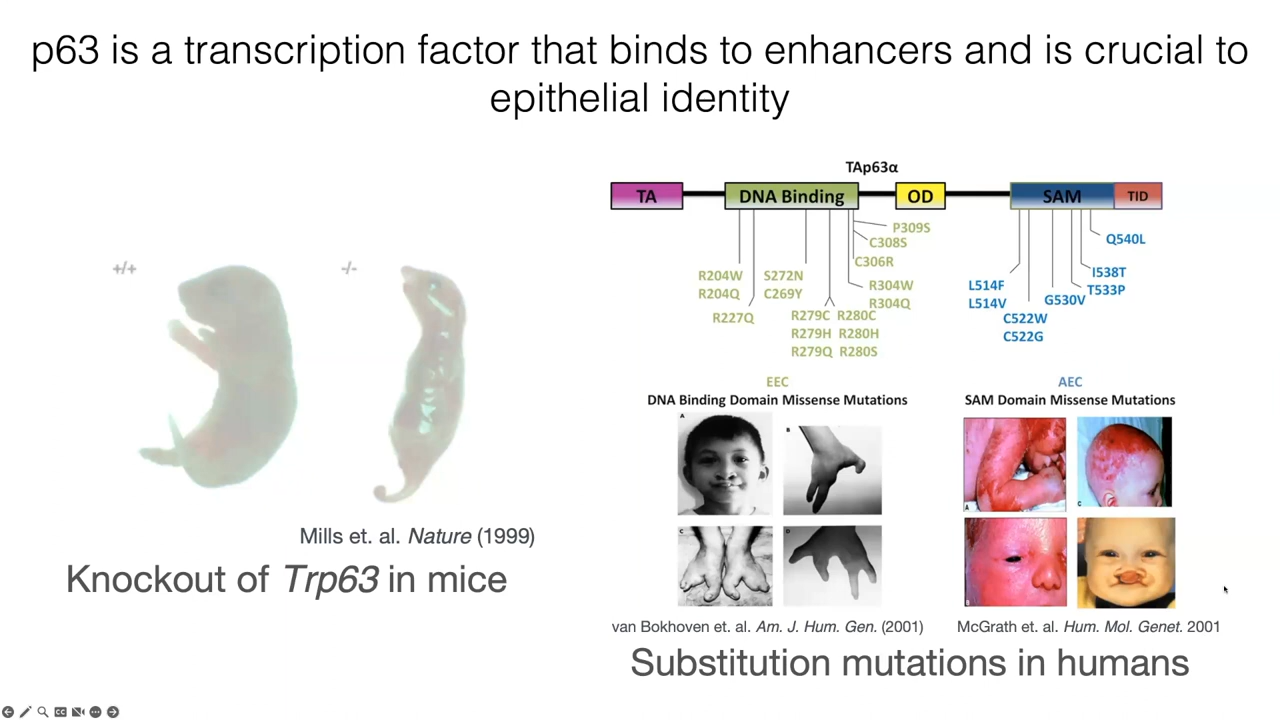 p63 is a transcription factor that binds to enhancers and is crucial to
epithelial identity
+/+
-/-
Mills et. al. Nature (1999)
Knockout of Trp63 in mice
TAp63α
TA
DNA Binding
OD
SAM
TID
P309S
C308S
C306R
R204W
R204Q
R227Q
S272N
C269Y
R304W
R304Q
R279C R280C
R279H R280H
R279Q R280S
Q540L
I538T
T533P
L514F
L514V
G530V
C522W
C522G
EEC
DNA Binding Domain Missense Mutations
A
B
C
D
van Bokhoven et. al. Am. J. Hum. Gen. (2001)
AEC
SAM Domain Missense Mutations
A
C
B
McGrath et. al. Hum. Mol. Genet. 2001
Substitution mutations in humans
CC